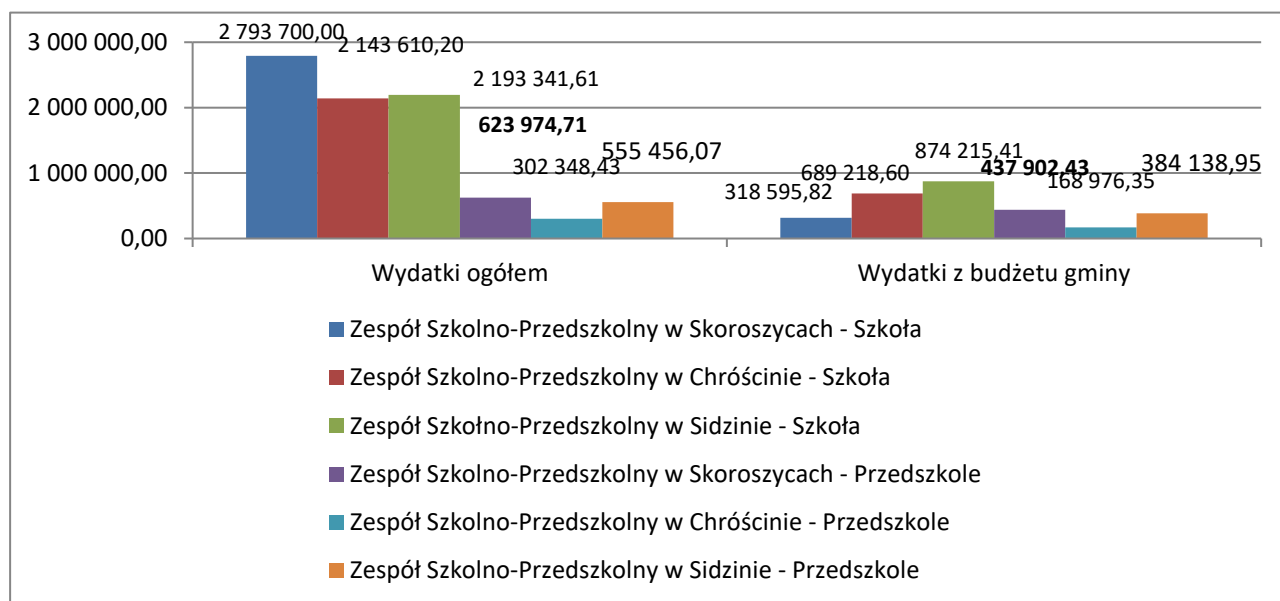 3 000 000,00
2 000 000,00
1 000 000,00
0,00
2 793 700,00
2 143 610,20
2 193 341,61
623 974,71
302 348,43
555 456,07
318 595,82
689 218,60
874 215,41
437 902,43
168 976,35
384 138,95
Wydatki ogółem
Wydatki z budżetu gminy
Zespół Szkolno-Przedszkolny w Skoroszycach - Szkoła
Zespół Szkolno-Przedszkolny w Chróścinie - Szkoła
Zespół Szkołno-Przedszkolny w Sidzinie - Szkoła
Zespół Szkolno-Przedszkolny w Skoroszycach - Przedszkole
Zespół Szkolno-Przedszkolny w Chróścinie - Przedszkole
Zespół Szkolno-Przedszkolny w Sidzinie - Przedszkole